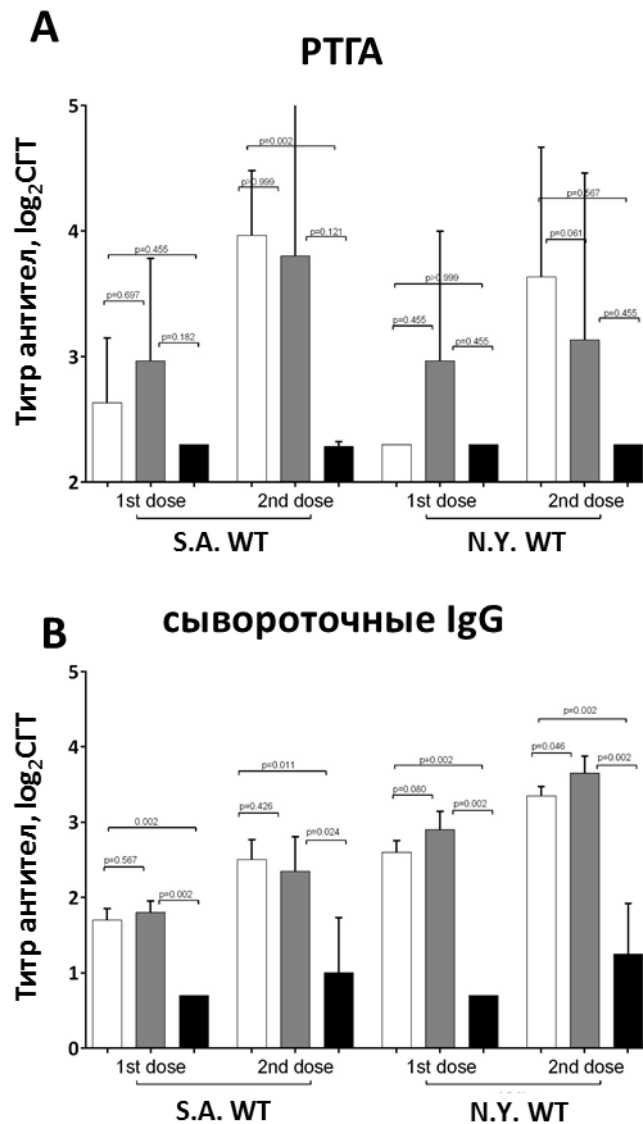 A
РТГА
Титр антител, log₂СГТ
5
4
3
2
p=0.455
p=0.697
p=0.182
p=0.002
p>0.999
p=0.121
p>0.999
p=0.455
p=0.455
p=0.567
p=0.061
p=0.455
1st dose 2nd dose 1st dose 2nd dose
S.A. WT N.Y. WT
B
сывороточные IgG
Титр антител, log₂СГТ
5
4
3
2
1
0
0.002
p=0.567
p=0.002
p=0.011
p=0.426
p=0.024
p=0.002
p=0.080
p=0.002
p=0.002
p=0.046
p=0.002
1st dose 2nd dose 1st dose 2nd dose
S.A. WT N.Y. WT